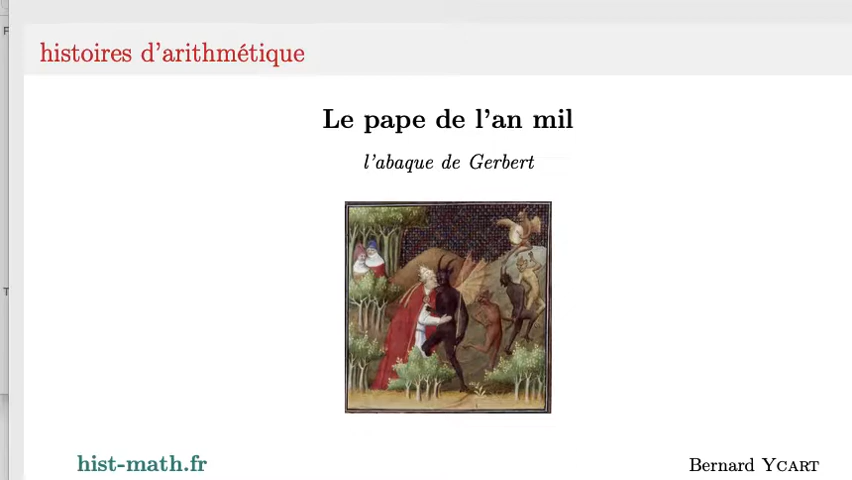 histoires d'arithmétique
Le pape de l'an mil
l'abaque de Gerbert
hist-math.fr
Bernard YCART